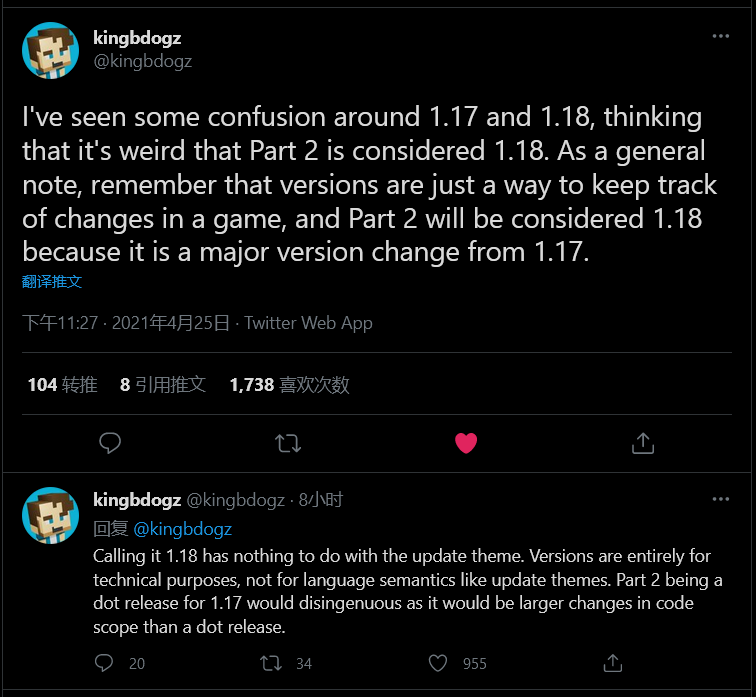 kingbdogz
@kingbdogz
I've seen some confusion around 1.17 and 1.18, thinking
that it's weird that Part 2 is considered 1.18. As a general
note, remember that versions are just a way to keep track
of changes in a game, and Part 2 will be considered 1.18
because it is a major version change from 1.17.
翻译推文
下午11:27 · 2021年4月25日 · Twitter Web App
104 转推 8 引用推文 1,738 喜欢次数
kingbdogz @kingbdogz · 8小时
回复 @kingbdogz
Calling it 1.18 has nothing to do with the update theme. Versions are entirely for
technical purposes, not for language semantics like update themes. Part 2 being a
dot release for 1.17 would disingenuous as it would be larger changes in code
scope than a dot release.
20 34 955